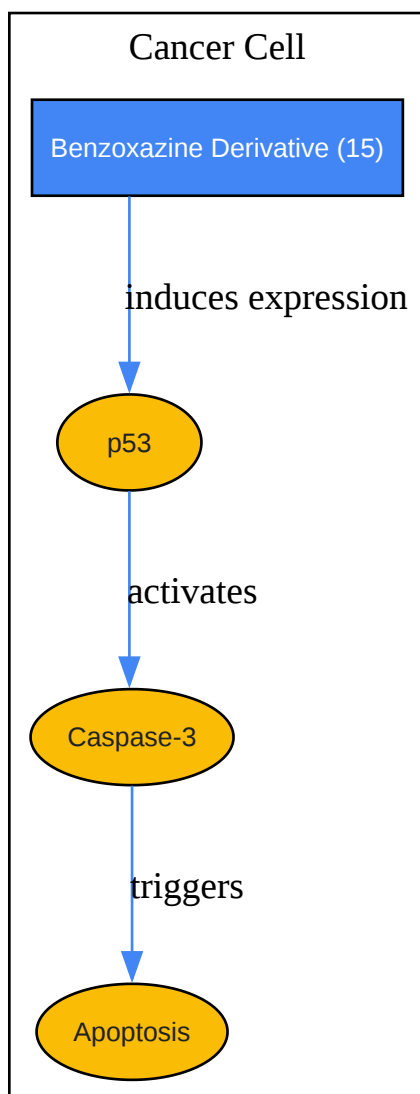 Cancer Cell
Benzoxazine Derivative (15)
induces expression
p53
activates
Caspase-3
triggers
Apoptosis